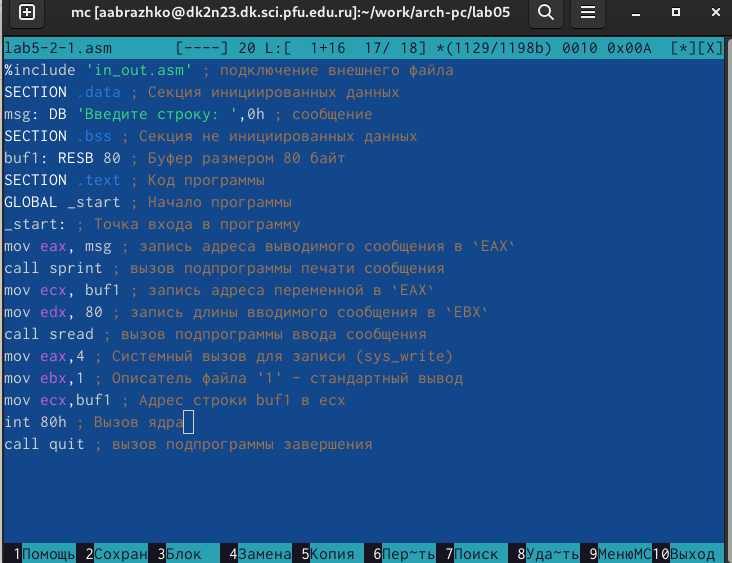 mc [aabrazhko@dk2n23.dk.sci.pfu.edu.ru]:~/work/arch-pc/lab05
lab5-2-1.asm [----] 20 L:[ 1+16 17/ 18] *(1129/1198b) 0010 0x00A [*][X]
%include 'in_out.asm' ; подключение внешнего файла
SECTION .data ; Секция инициированных данных
msg: DB 'Введите строку: ',0h ; сообщение
SECTION .bss ; Секция не инициированных данных
buf1: RESB 80 ; Буфер размером 80 байт
SECTION .text ; Код программы
GLOBAL _start ; Начало программы
_start: ; Точка входа в программу
mov eax, msg ; запись адреса выводимого сообщения в `EAX`
call sprint ; вызов подпрограммы печати сообщения
mov ecx, buf1 ; запись адреса переменной в `EAX`
mov edx, 80 ; запись длины вводимого сообщения в `EBX`
call sread ; вызов подпрограммы ввода сообщения
mov eax,4 ; Системный вызов для записи (sys_write)
mov ebx,1 ; Описатель файла '1' - стандартный вывод
mov ecx,buf1 ; Адрес строки buf1 в ecx
int 80h ; Вызов ядра
call quit ; вызов подпрограммы завершения
1Помощь 2Сохран 3Блок 4Замена 5Копия 6Пер~ть 7Поиск 8Уда~ть 9МенюMC 10Выход